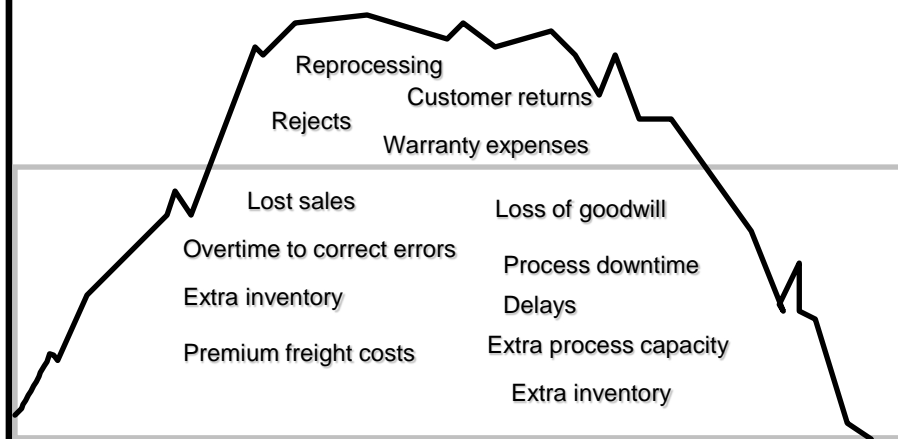 Reprocessing
Customer returns
Rejects
Warranty expenses
Lost sales
Loss of goodwill
Overtime to correct errors
Process downtime
Extra inventory
Delays
Premium freight costs
Extra process capacity
Extra inventory